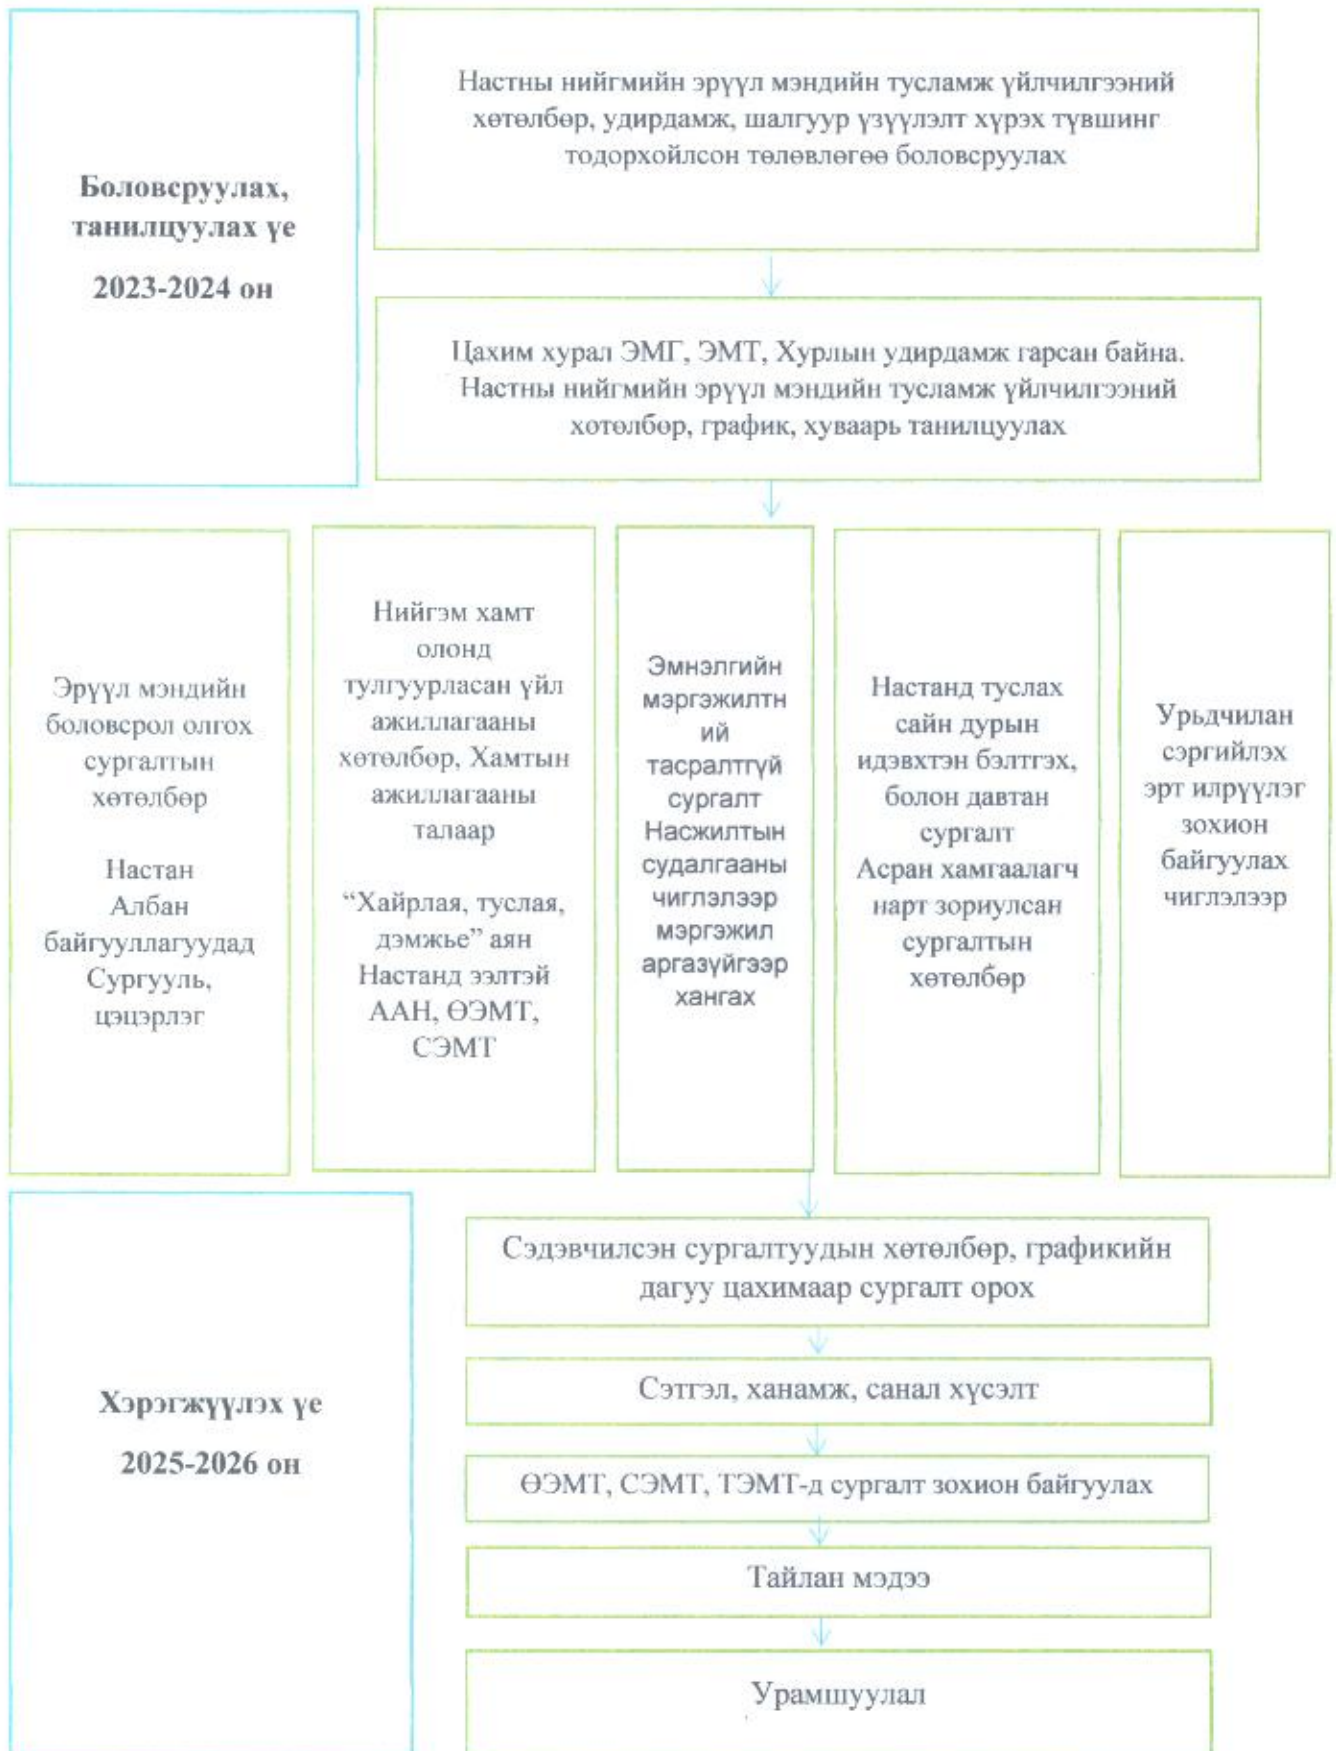 Боловсруулах,
танилцуулах үе
2023-2024 он
Настны нийгмийн эрүүл мэндийн тусламж үйлчилгээний
хөтөлбөр, удирдамж, шалгуур үзүүлэлт хүрэх түвшинг
тодорхойлсон төлөвлөгөө боловсруулах
Цахим хурал ЭМГ, ЭМТ, Хурлын удирдамж гарсан байна.
Настны нийгмийн эрүүл мэндийн тусламж үйлчилгээний
хотолбөр, график, хуваарь танилцуулах
Эрүүл мэндийн
боловсрол олгох
сургалтын
хөтөлбөр
Настан
Албан
байгууллагуудад
Сургууль,
цэцэрлэг
Нийгэм хамт
олонд
тулгуурласан үйл
ажиллагааны
хөтөлбөр, Хамтын
ажиллагааны
талаар
“Хайрлая, туслая,
дэмжье” аян
Настанд ээлтэй
ААН, ӨЭМТ,
СЭМТ
Эмнэлгийн
мэргэжилтн
ий
тасралтгүй
сургалт
Насжилтын
судалгааны
чиглэлээр
мэргэжил
аргазүйгээр
хангах
Настанд туслах
сайн дурын
идэвхтэн бэлтгэх,
болон давтан
сургалт
Асран хамгаалагч
нарт зориулсан
сургалтын
хөтөлбөр
Урьдчилан
сэргийлэх
эрт илрүүлэг
зохион
байгуулах
чиглэлээр
Хэрэгжүүлэх үе
2025-2026 он
Сэдэвчилсэн сургалтуудын хөтөлбөр, графикийн
дагуу цахимаар сургалт орох
Сэтгэл, ханамж, санал хүсэлт
ӨЭМТ, СЭМТ, ТЭМТ-д сургалт зохион байгуулах
Тайлан мэдээ
Урамшуулал